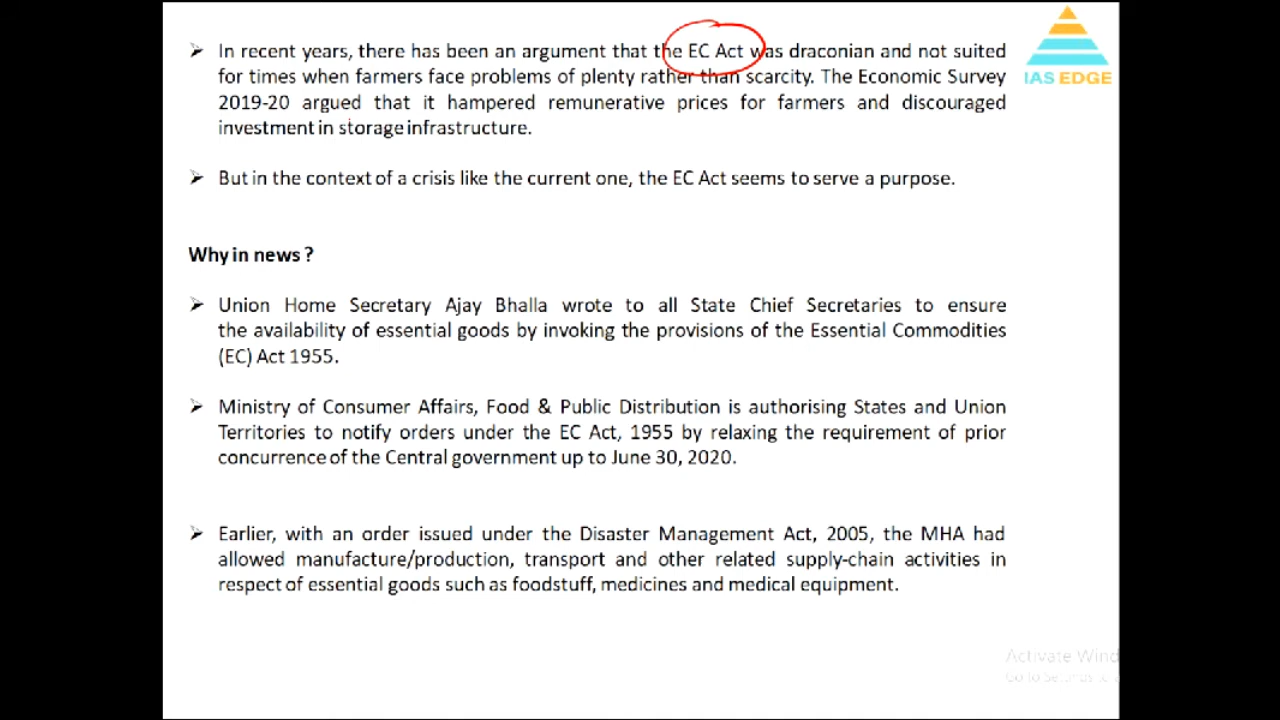 ➢ In recent years, there has been an argument that the EC Act was draconian and not suited
for times when farmers face problems of plenty rather than scarcity. The Economic Survey
2019-20 argued that it hampered remunerative prices for farmers and discouraged
investment in storage infrastructure.
➢ But in the context of a crisis like the current one, the EC Act seems to serve a purpose.
Why in news ?
➢ Union Home Secretary Ajay Bhalla wrote to all State Chief Secretaries to ensure
the availability of essential goods by invoking the provisions of the Essential Commodities
(EC) Act 1955.
➢ Ministry of Consumer Affairs, Food & Public Distribution is authorising States and Union
Territories to notify orders under the EC Act, 1955 by relaxing the requirement of prior
concurrence of the Central government up to June 30, 2020.
➢ Earlier, with an order issued under the Disaster Management Act, 2005, the MHA had
allowed manufacture/production, transport and other related supply-chain activities in
respect of essential goods such as foodstuff, medicines and medical equipment.
IAS EDGE
Activate Wind
Go to Settings to